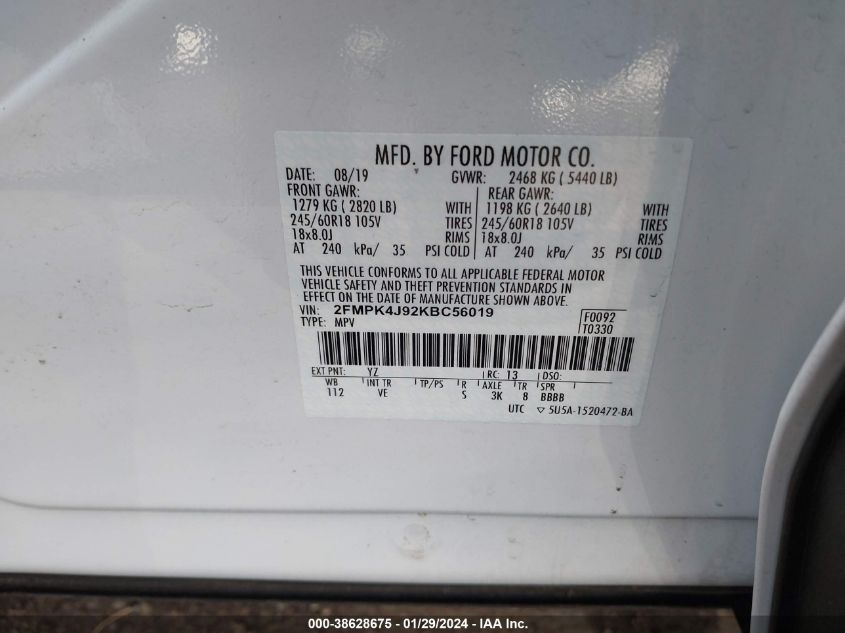 MFD. BY FORD MOTOR CO.
DATE: 08/19 GVWR: 2468 KG ( 5440 LB)
FRONT GAWR: REAR GAWR:
1279 KG ( 2820 LB) WITH 1198 KG ( 2640 LB) WITH
245/60R18 105V TIRES 245/60R18 105V TIRES
18x8.0J RIMS 18x8.0J RIMS
AT 240 kPa/ 35 PSI COLD AT 240 kPa/ 35 PSI COLD
THIS VEHICLE CONFORMS TO ALL APPLICABLE FEDERAL MOTOR
VEHICLE SAFETY AND THEFT PREVENTION STANDARDS IN
EFFECT ON THE DATE OF MANUFACTURE SHOWN ABOVE.
VIN: 2FMPK4J92KBC56019 F0092
TYPE: MPV T0330
EXT PNT: YZ RC: 13 DSO:
WB INT TR TP/PS R AXLE TR SPR
112 VE S 3K 8 BBBB
UTC ▽ 5U5A-1520472-BA
000-38628675 - 01/29/2024 - IAA Inc.